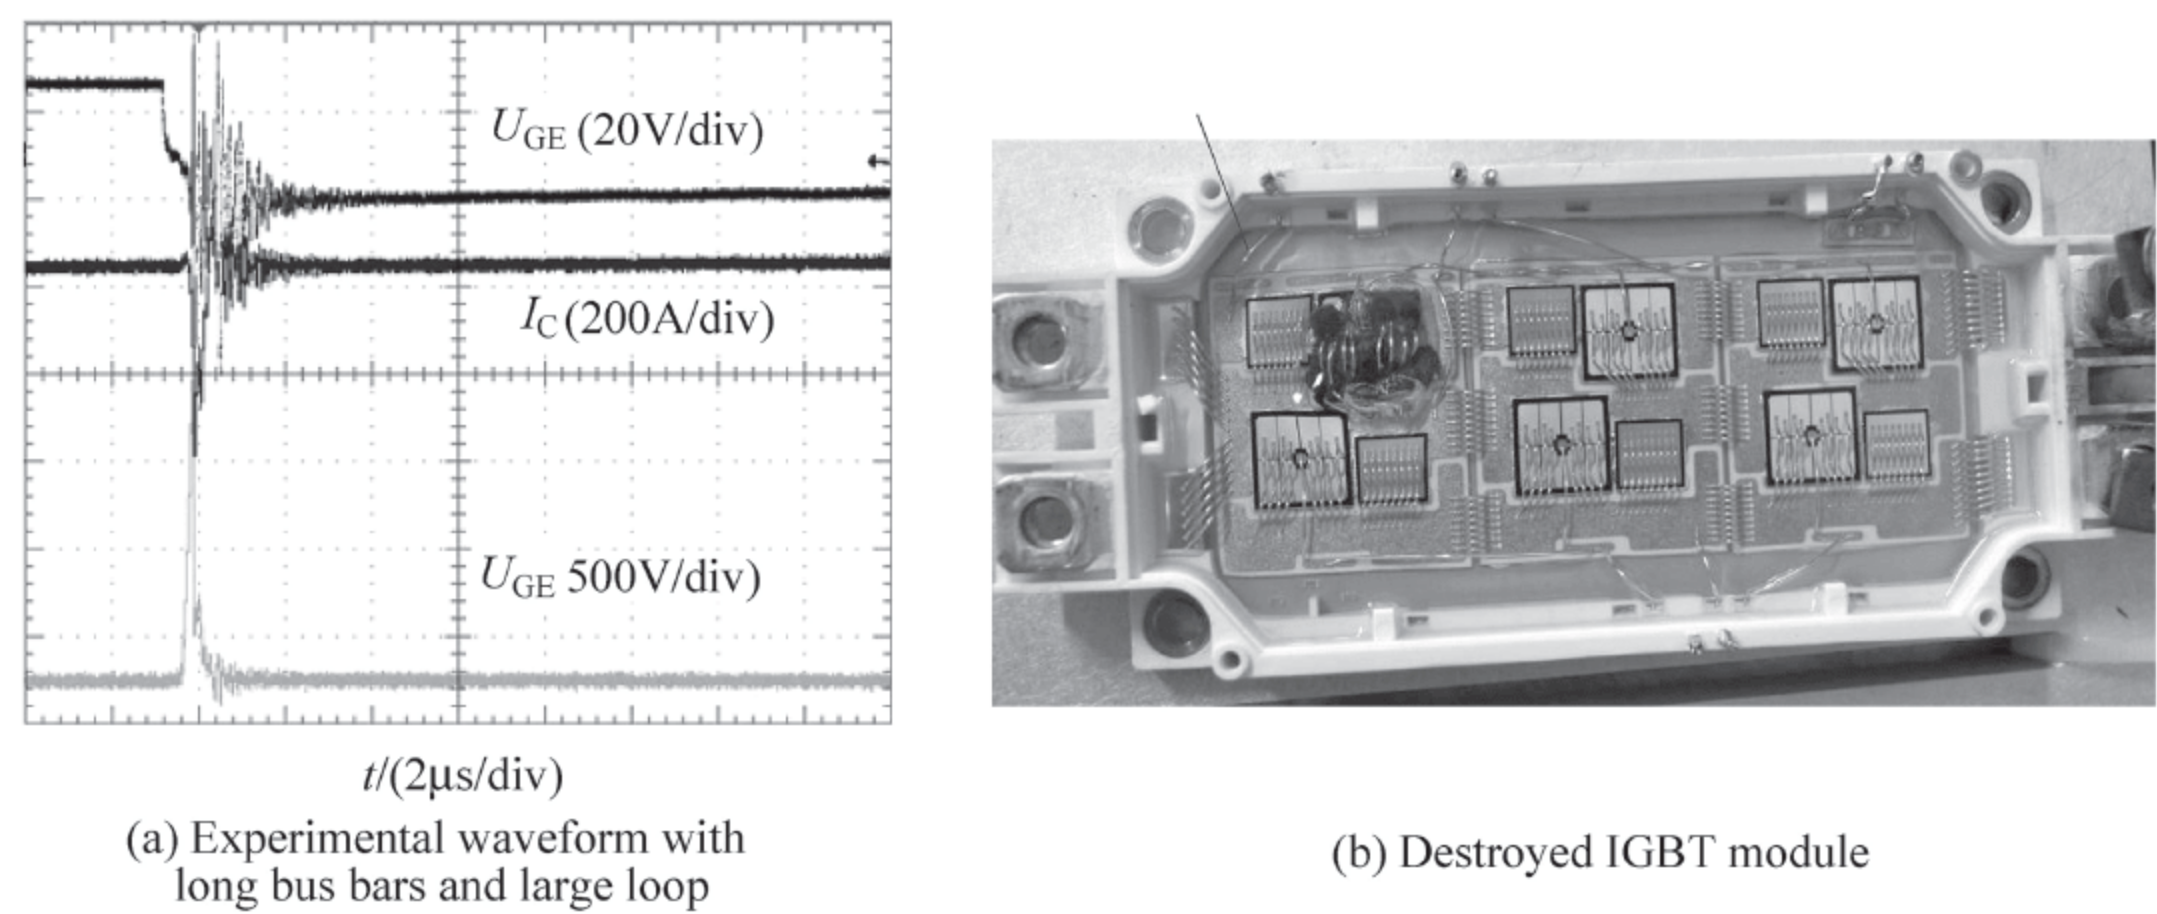 U_GE (20V/div)
I_C (200A/div)
U_GE 500V/div)
t/(2μs/div)
(a) Experimental waveform with
long bus bars and large loop
(b) Destroyed IGBT module